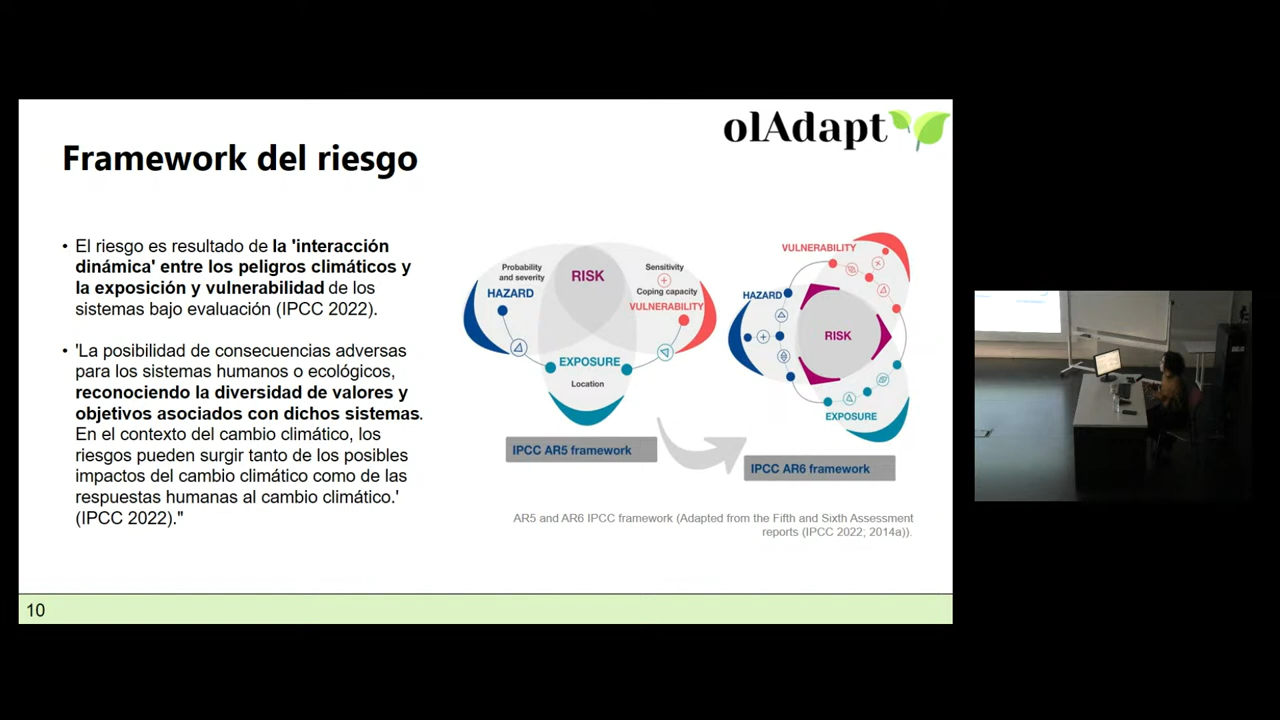 olAdapt
Framework del riesgo
• El riesgo es resultado de la 'interacción
dinámica' entre los peligros climáticos y
la exposición y vulnerabilidad de los
sistemas bajo evaluación (IPCC 2022).
• 'La posibilidad de consecuencias adversas
para los sistemas humanos o ecológicos,
reconociendo la diversidad de valores y
objetivos asociados con dichos sistemas.
En el contexto del cambio climático, los
riesgos pueden surgir tanto de los posibles
impactos del cambio climático como de las
respuestas humanas al cambio climático.'
(IPCC 2022)."
Probability
and severity
HAZARD
RISK
Sensitivity
+
Coping capacity
VULNERABILITY
EXPOSURE
Location
IPCC AR5 framework
VULNERABILITY
HAZARD
RISK
EXPOSURE
IPCC AR6 framework
AR5 and AR6 IPCC framework (Adapted from the Fifth and Sixth Assessment
reports (IPCC 2022; 2014a)).
10